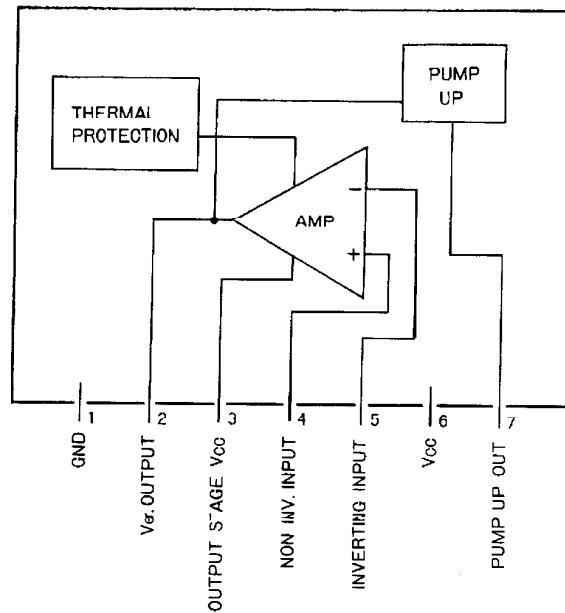 PUMP
UP
THERMAL
PROTECTION
AMP
−
+
1
2
3
4
5
6
7
GND
Ver. OUTPUT
OUTPUT STAGE Vcc
NON INV. INPUT
INVERTING INPUT
Vcc
PUMP UP OUT